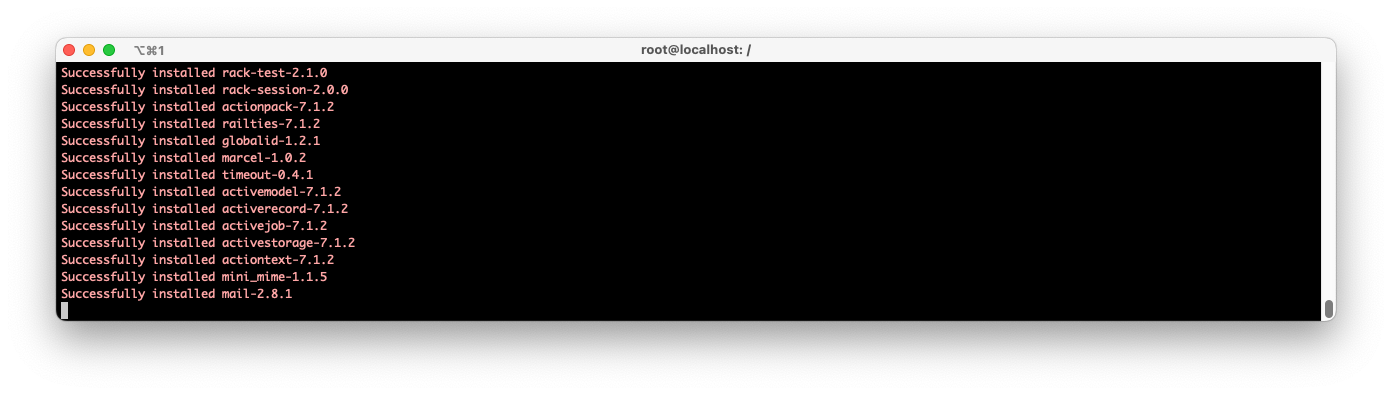 ⌥⌘1
root@localhost: /
Successfully installed rack-test-2.1.0
Successfully installed rack-session-2.0.0
Successfully installed actionpack-7.1.2
Successfully installed railties-7.1.2
Successfully installed globalid-1.2.1
Successfully installed marcel-1.0.2
Successfully installed timeout-0.4.1
Successfully installed activemodel-7.1.2
Successfully installed activerecord-7.1.2
Successfully installed activejob-7.1.2
Successfully installed activestorage-7.1.2
Successfully installed actiontext-7.1.2
Successfully installed mini_mime-1.1.5
Successfully installed mail-2.8.1